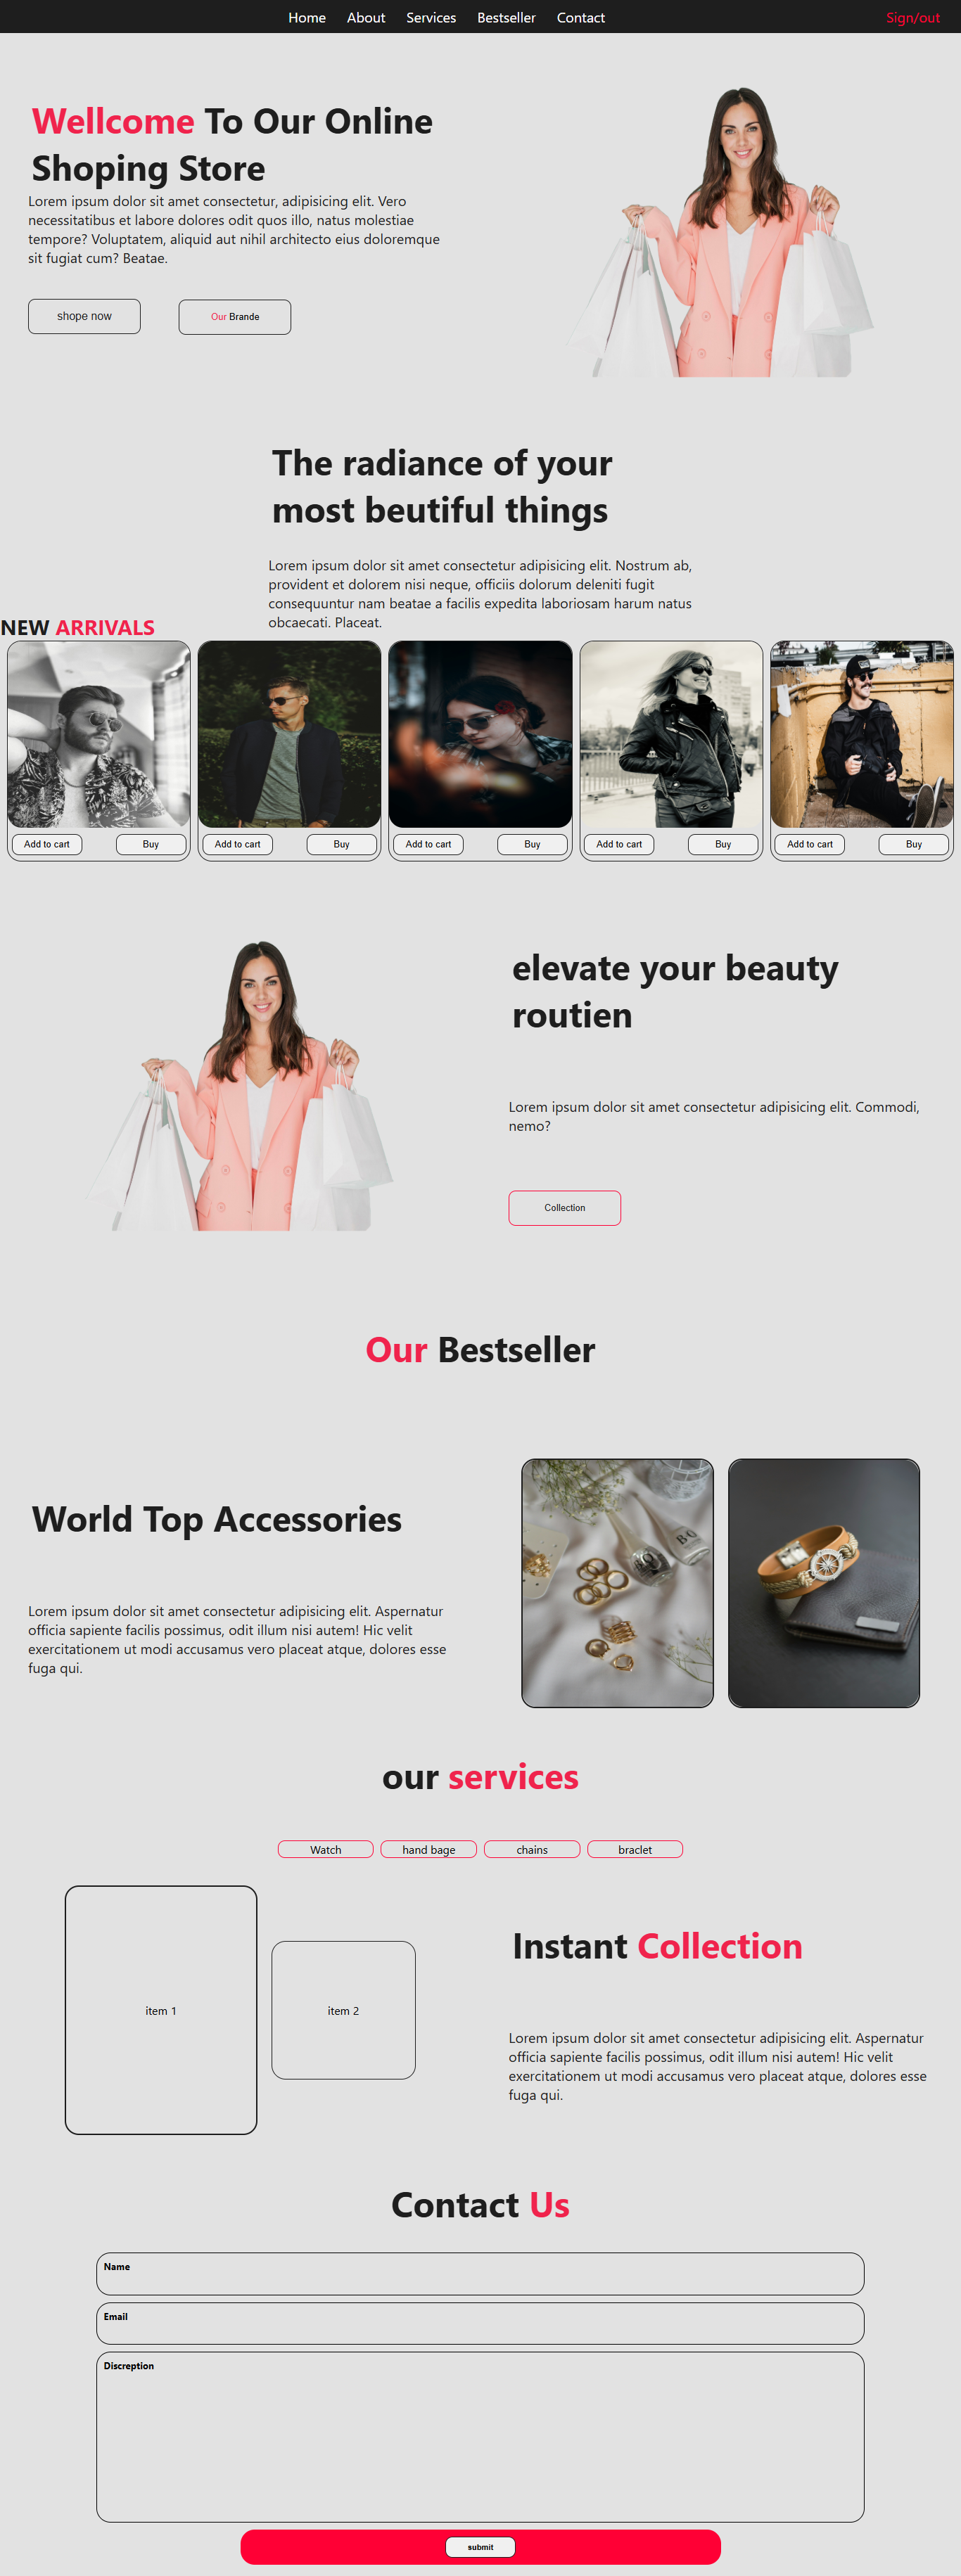 Home About Services Bestseller Contact Sign/out
Wellcome To Our Online
Shoping Store
Lorem ipsum dolor sit amet consectetur, adipisicing elit. Vero
necessitatibus et labore dolores odit quos illo, natus molestiae
tempore? Voluptatem, aliquid aut nihil architecto eius doloremque
sit fugiat cum? Beatae.
shope now
Our Brande
The radiance of your
most beutiful things
Lorem ipsum dolor sit amet consectetur adipisicing elit. Nostrum ab,
provident et dolorem nisi neque, officiis dolorum deleniti fugit
consequuntur nam beatae a facilis expedita laboriosam harum natus
obcaecati. Placeat.
NEW ARRIVALS
Add to cart Buy Add to cart Buy Add to cart Buy Add to cart Buy Add to cart Buy
elevate your beauty
routien
Lorem ipsum dolor sit amet consectetur adipisicing elit. Commodi,
nemo?
Collection
Our Bestseller
World Top Accessories
Lorem ipsum dolor sit amet consectetur adipisicing elit. Aspernatur
officia sapiente facilis possimus, odit illum nisi autem! Hic velit
exercitationem ut modi accusamus vero placeat atque, dolores esse
fuga qui.
our services
Watch hand bage chains braclet
item 1
item 2
Instant Collection
Lorem ipsum dolor sit amet consectetur adipisicing elit. Aspernatur
officia sapiente facilis possimus, odit illum nisi autem! Hic velit
exercitationem ut modi accusamus vero placeat atque, dolores esse
fuga qui.
Contact Us
Name
Email
Discreption
submit